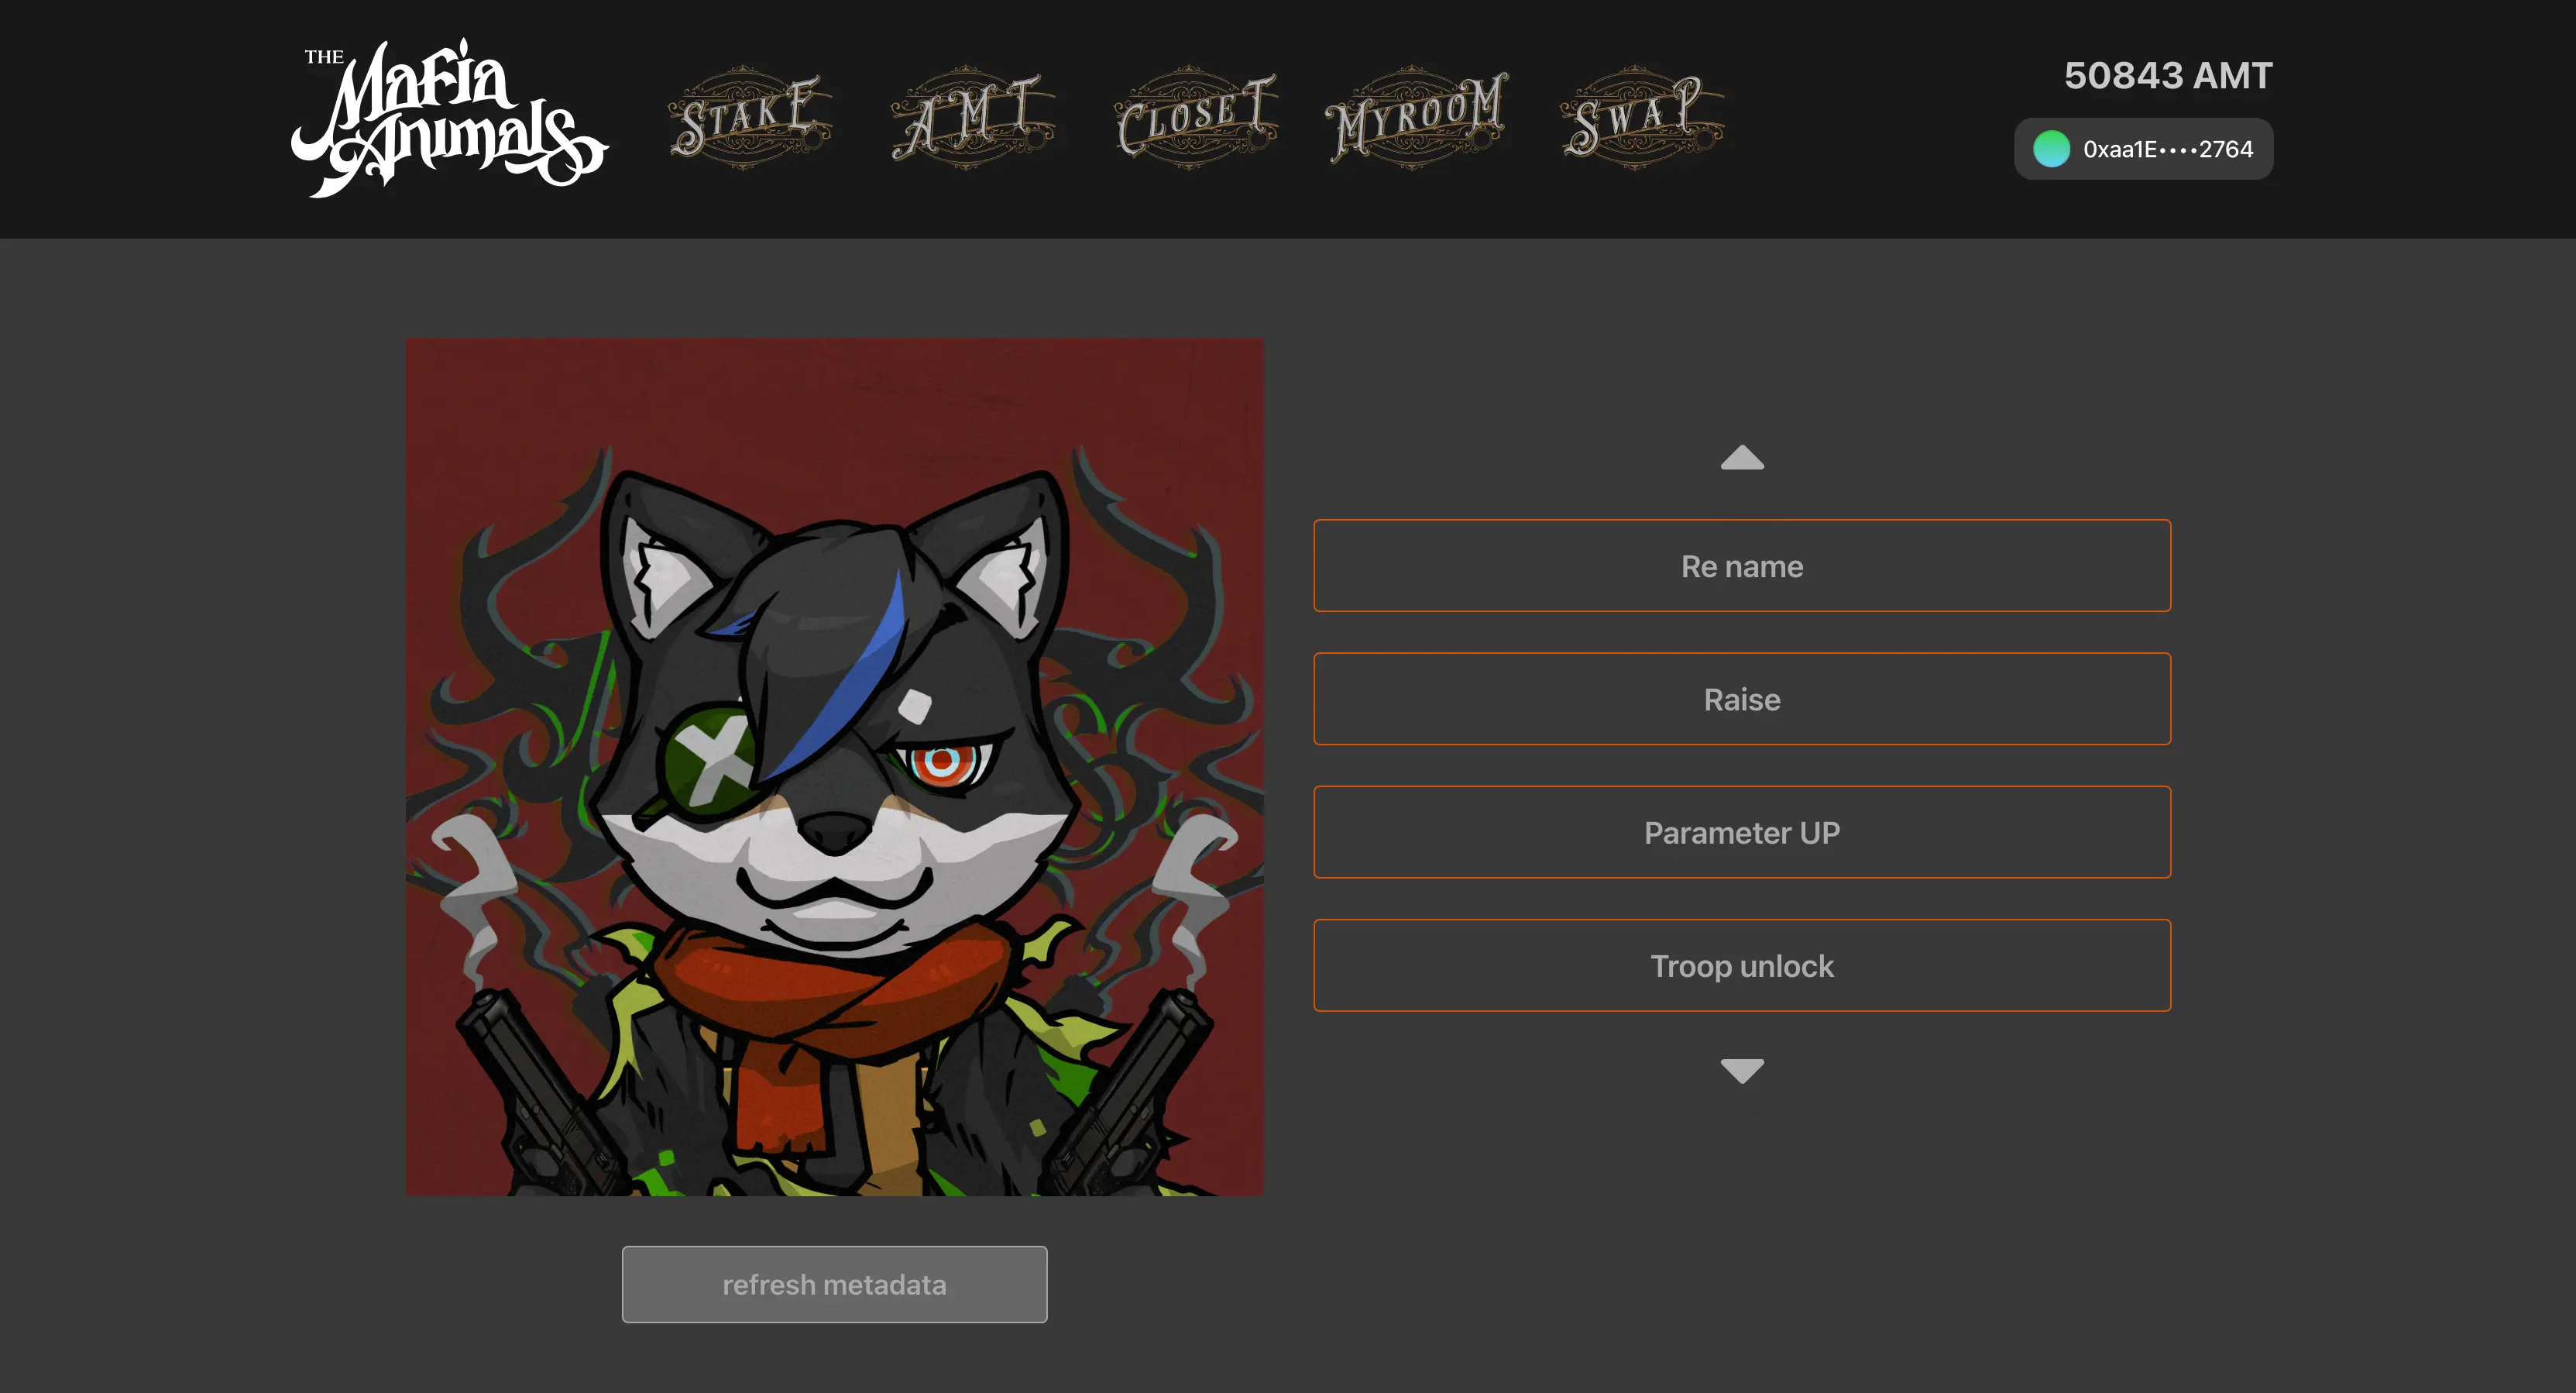 THE
Mafia
Animals
STAKE
AMT
CLOSET
MYROOM
SWAP
50843 AMT
0xaa1E····2764
Re name
Raise
Parameter UP
Troop unlock
refresh metadata